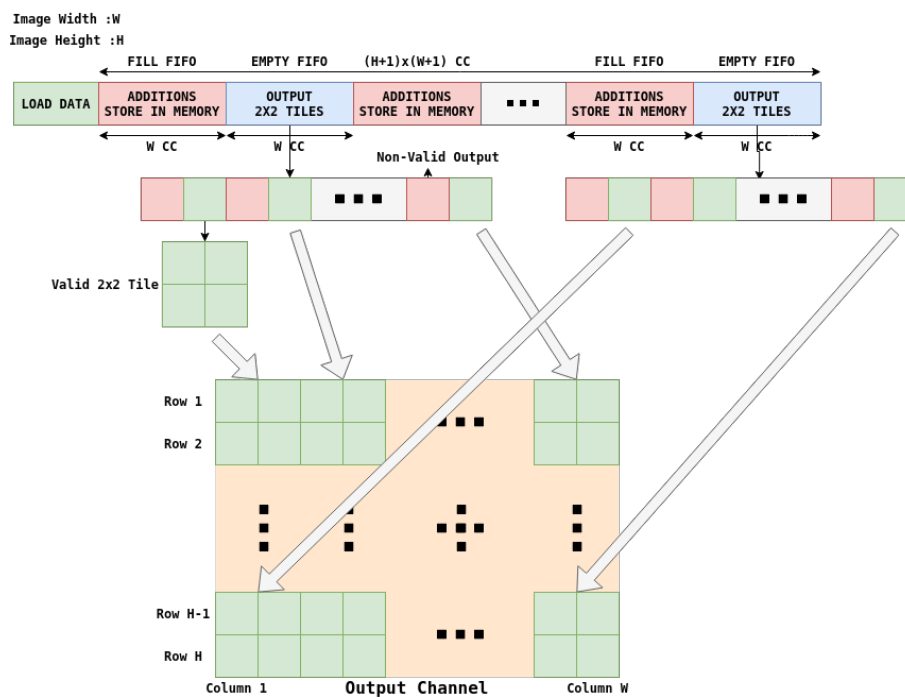 Image Width :W
Image Height :H
FILL FIFO
EMPTY FIFO
(H+1)x(W+1) CC
FILL FIFO
EMPTY FIFO
LOAD DATA
ADDITIONS
STORE IN MEMORY
OUTPUT
2X2 TILES
ADDITIONS
STORE IN MEMORY
ADDITIONS
STORE IN MEMORY
OUTPUT
2X2 TILES
W CC
W CC
W CC
W CC
Non-Valid Output
Valid 2x2 Tile
Row 1
Row 2
Row H-1
Row H
Column 1
Output Channel
Column W